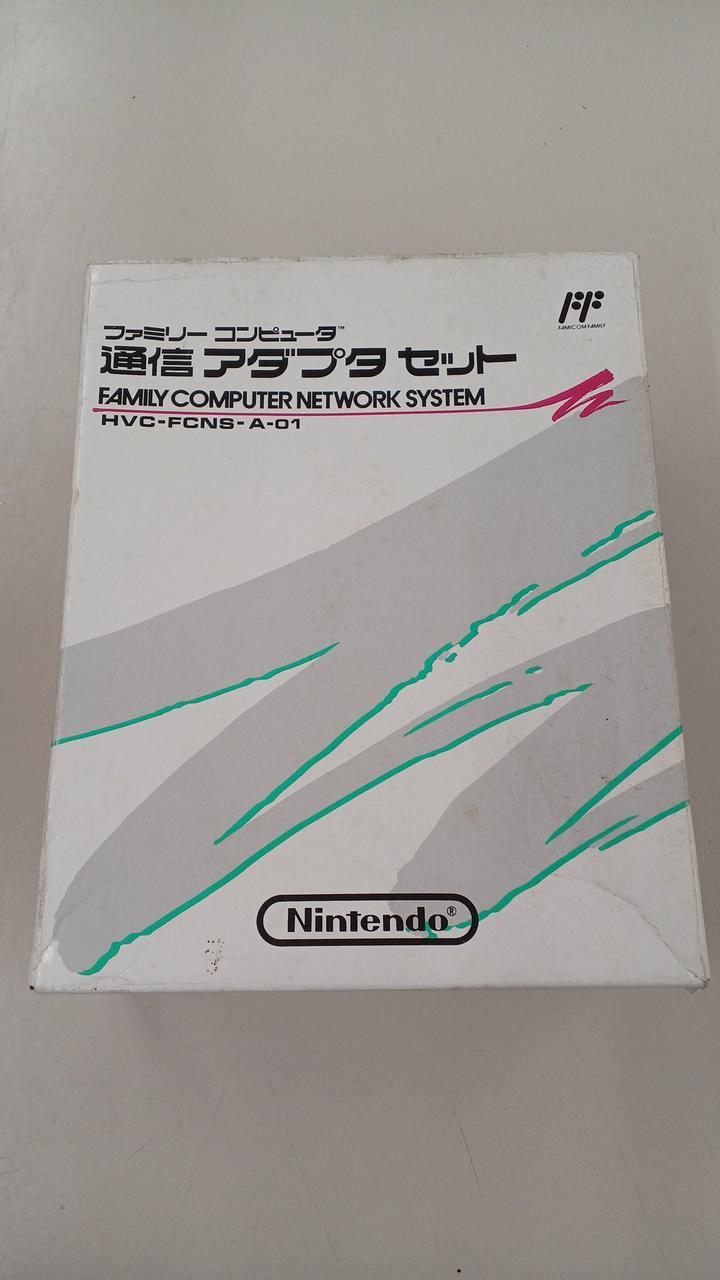 FF
FAMICOM FAMILY
ファミリー コンピュータ™
通信 アダプタ セット
FAMILY COMPUTER NETWORK SYSTEM
HVC-FCNS-A-01
Nintendo®